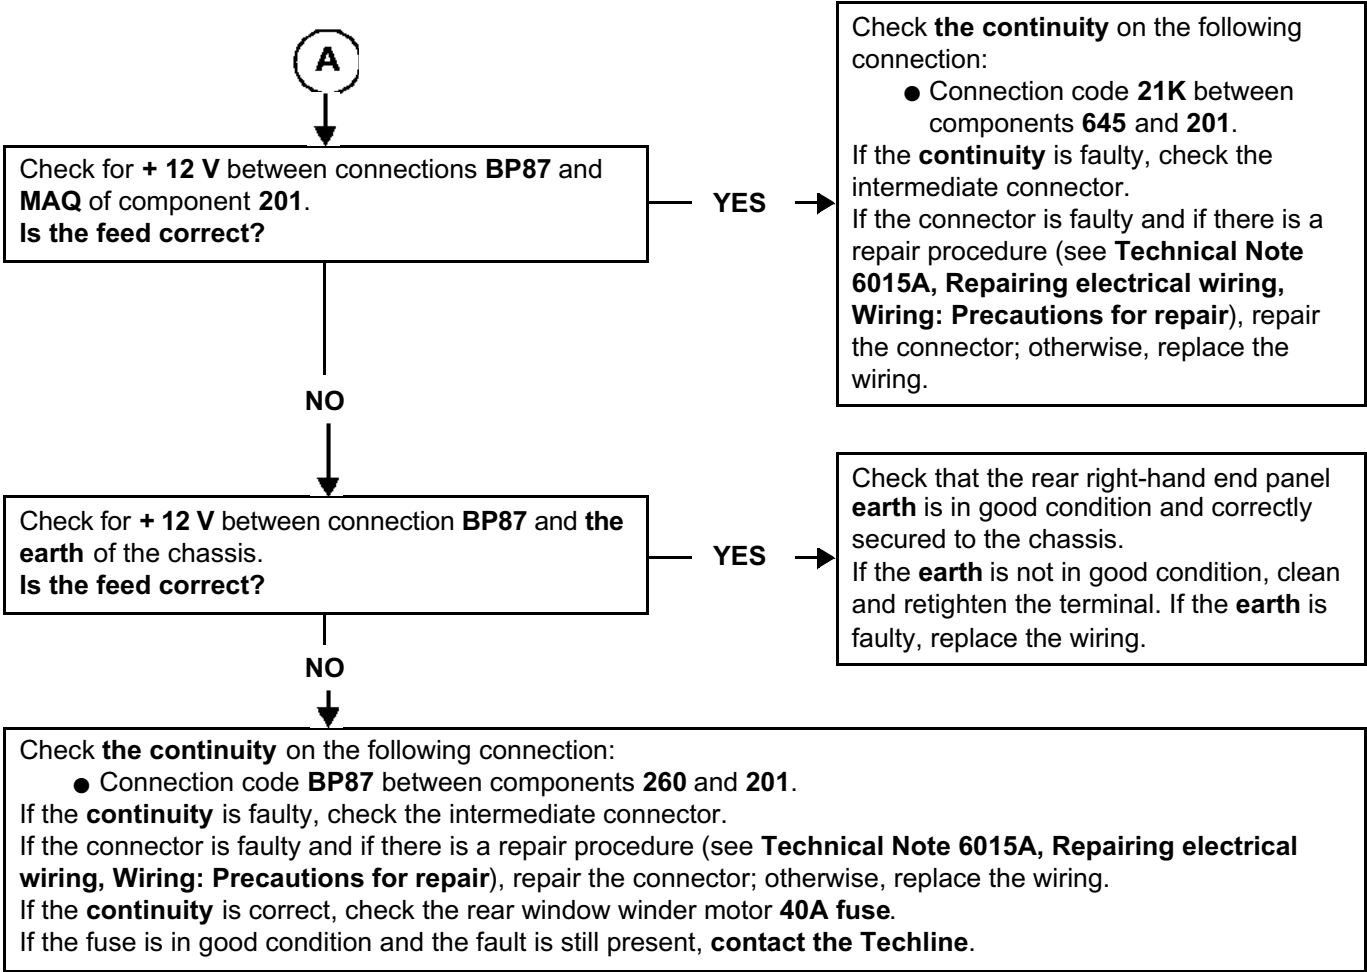 A
Check for + 12 V between connections BP87 and
MAQ of component 201.
Is the feed correct?
YES
Check the continuity on the following
connection:
● Connection code 21K between
components 645 and 201.
If the continuity is faulty, check the
intermediate connector.
If the connector is faulty and if there is a
repair procedure (see Technical Note
6015A, Repairing electrical wiring,
Wiring: Precautions for repair), repair
the connector; otherwise, replace the
wiring.
NO
Check for + 12 V between connection BP87 and the
earth of the chassis.
Is the feed correct?
YES
Check that the rear right-hand end panel
earth is in good condition and correctly
secured to the chassis.
If the earth is not in good condition, clean
and retighten the terminal. If the earth is
faulty, replace the wiring.
NO
Check the continuity on the following connection:
● Connection code BP87 between components 260 and 201.
If the continuity is faulty, check the intermediate connector.
If the connector is faulty and if there is a repair procedure (see Technical Note 6015A, Repairing electrical
wiring, Wiring: Precautions for repair), repair the connector; otherwise, replace the wiring.
If the continuity is correct, check the rear window winder motor 40A fuse.
If the fuse is in good condition and the fault is still present, contact the Techline.